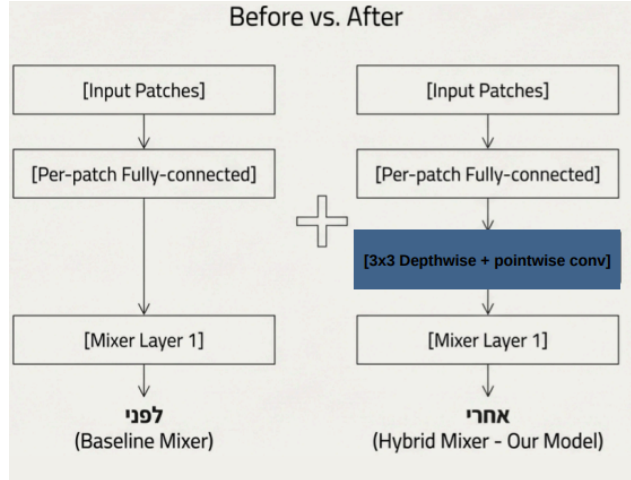 Before vs. After
[Input Patches]
[Per-patch Fully-connected]
[Mixer Layer 1]
לפני
(Baseline Mixer)
[Input Patches]
[Per-patch Fully-connected]
[3x3 Depthwise + pointwise conv]
[Mixer Layer 1]
אחרי
(Hybrid Mixer - Our Model)